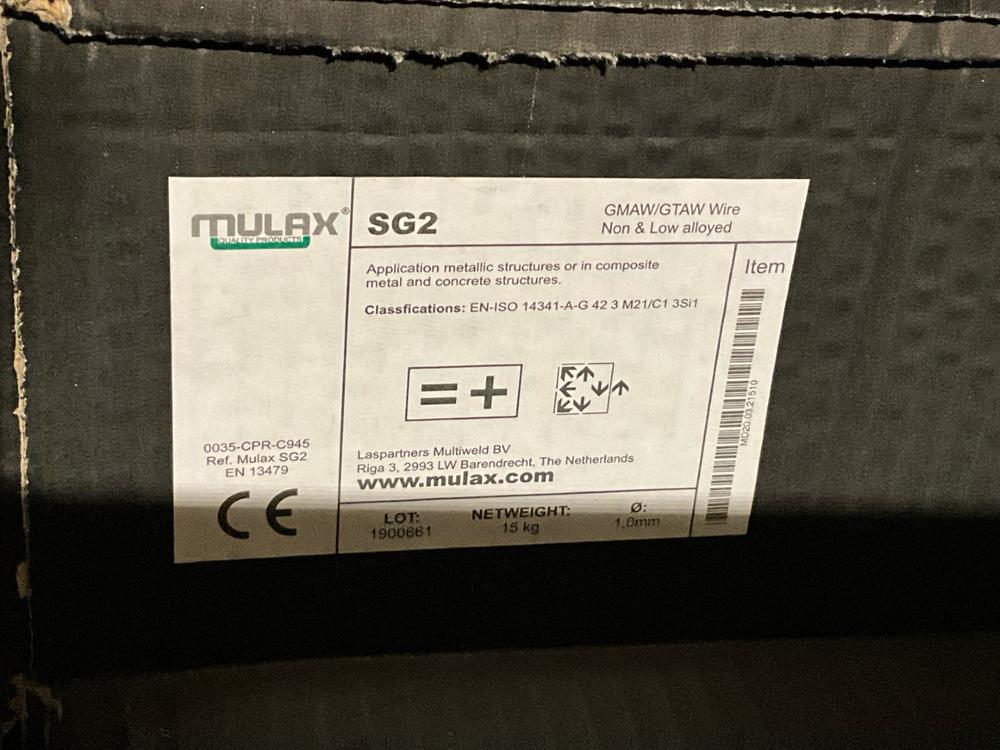 MULAX®
QUALITY PRODUCTS
SG2
GMAW/GTAW Wire
Non & Low alloyed
Application metallic structures or in composite
metal and concrete structures.
Classfications: EN-ISO 14341-A-G 42 3 M21/C1 3Si1
Item
MD20.03.21510
0035-CPR-C945
Ref. Mulax SG2
EN 13479
CE
Laspartners Multiweld BV
Riga 3, 2993 LW Barendrecht, The Netherlands
www.mulax.com
LOT:
1900661
NETWEIGHT:
15 kg
Ø:
1,0mm